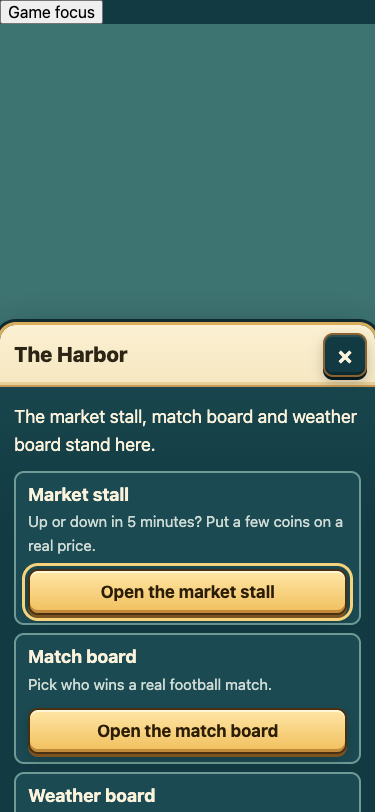 Game focus
The Harbor
×
The market stall, match board and weather
board stand here.
Market stall
Up or down in 5 minutes? Put a few coins on a
real price.
Open the market stall
Match board
Pick who wins a real football match.
Open the match board
Weather board